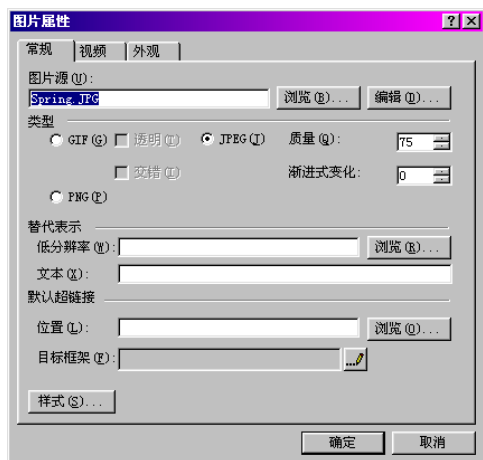 图片属性
常规 视频 外观
图片源(U):
Spring.JPG 浏览(B)... 编辑(D)...
类型
GIF(G) 透明(T) JPEG(J) 质量(Q): 75
交错(I) 渐进式变化: 0
PNG(P)
替代表示
低分辨率(W): 浏览(R)...
文本(X):
默认超链接
位置(L): 浏览(O)...
目标框架(F):
样式(S)...
确定 取消